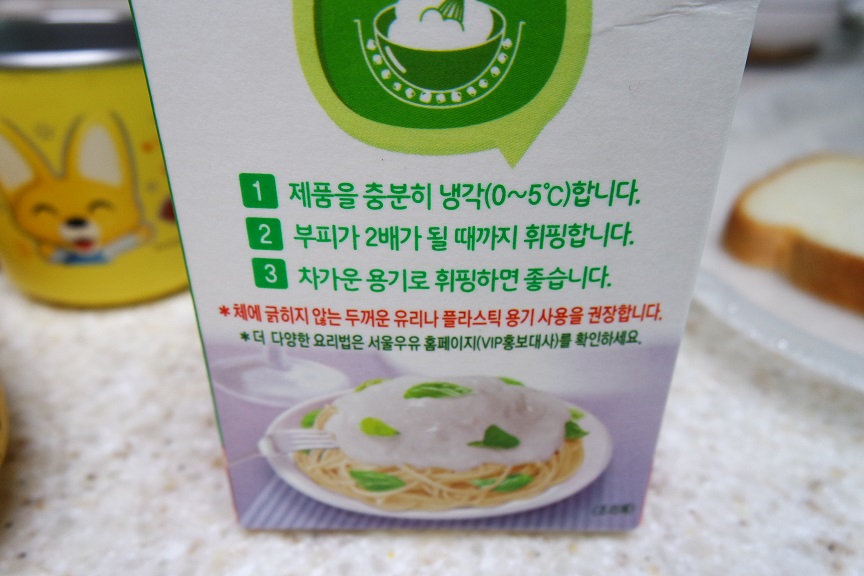 1 제품을 충분히 냉각(0~5℃)합니다.
2 부피가 2배가 될 때까지 휘핑합니다.
3 차가운 용기로 휘핑하면 좋습니다.
*체에 긁히지 않는 두꺼운 유리나 플라스틱 용기 사용을 권장합니다.
*더 다양한 요리법은 서울우유 홈페이지(VIP홍보대사)를 확인하세요.